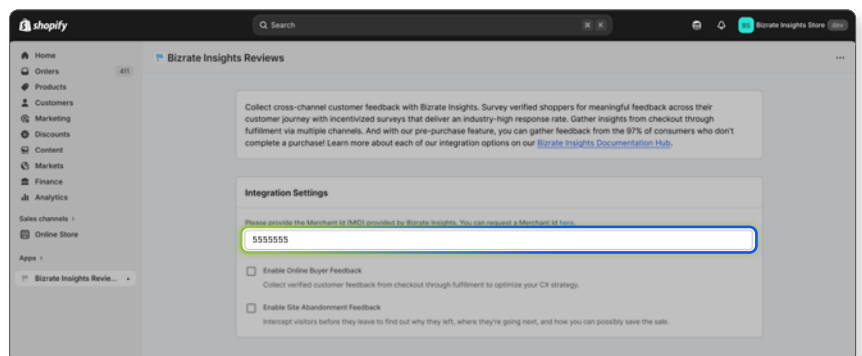 shopify
Search
⌘ K
BS Bizrate Insights Store dev
Home
Orders 411
Products
Customers
Marketing
Discounts
Content
Markets
Finance
Analytics
Sales channels ›
Online Store
Apps ›
Bizrate Insights Revie...
Bizrate Insights Reviews
Collect cross-channel customer feedback with Bizrate Insights. Survey verified shoppers for meaningful feedback across their
customer journey with incentivized surveys that deliver an industry-high response rate. Gather insights from checkout through
fulfillment via multiple channels. And with our pre-purchase feature, you can gather feedback from the 97% of consumers who don't
complete a purchase! Learn more about each of our integration options on our Bizrate Insights Documentation Hub.
Integration Settings
Please provide the Merchant Id (MID) provided by Bizrate Insights. You can request a Merchant Id here.
5555555
Enable Online Buyer Feedback
Collect verified customer feedback from checkout through fulfillment to optimize your CX strategy.
Enable Site Abandonment Feedback
Intercept visitors before they leave to find out why they left, where they're going next, and how you can possibly save the sale.